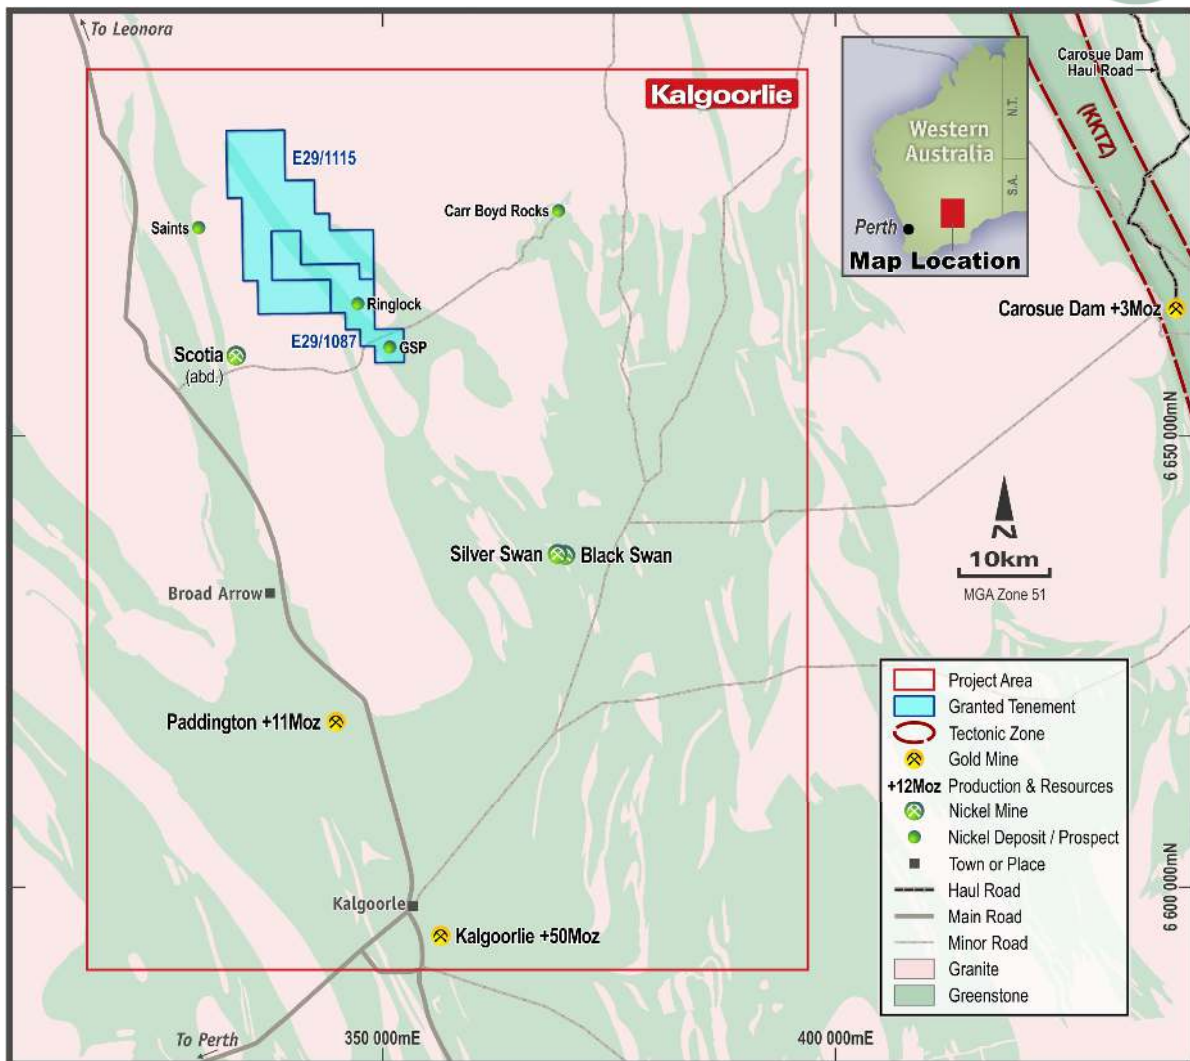 To Leonora
Kalgoorlie
Carosue Dam
Haul Road
(KKTZ)
Western
Australia
N.T.
S.A.
Perth
Map Location
E29/1115
Saints
Carr Boyd Rocks
Ringlock
E29/1087
GSP
Scotia
(abd.)
Carosue Dam +3Moz
6 650 000mN
N
10km
MGA Zone 51
Silver Swan
Black Swan
Broad Arrow
Paddington +11Moz
Kalgoorle
Kalgoorlie +50Moz
Project Area
Granted Tenement
Tectonic Zone
Gold Mine
+12Moz Production & Resources
Nickel Mine
Nickel Deposit / Prospect
Town or Place
Haul Road
Main Road
Minor Road
Granite
Greenstone
6 600 000mN
To Perth
350 000mE
400 000mE